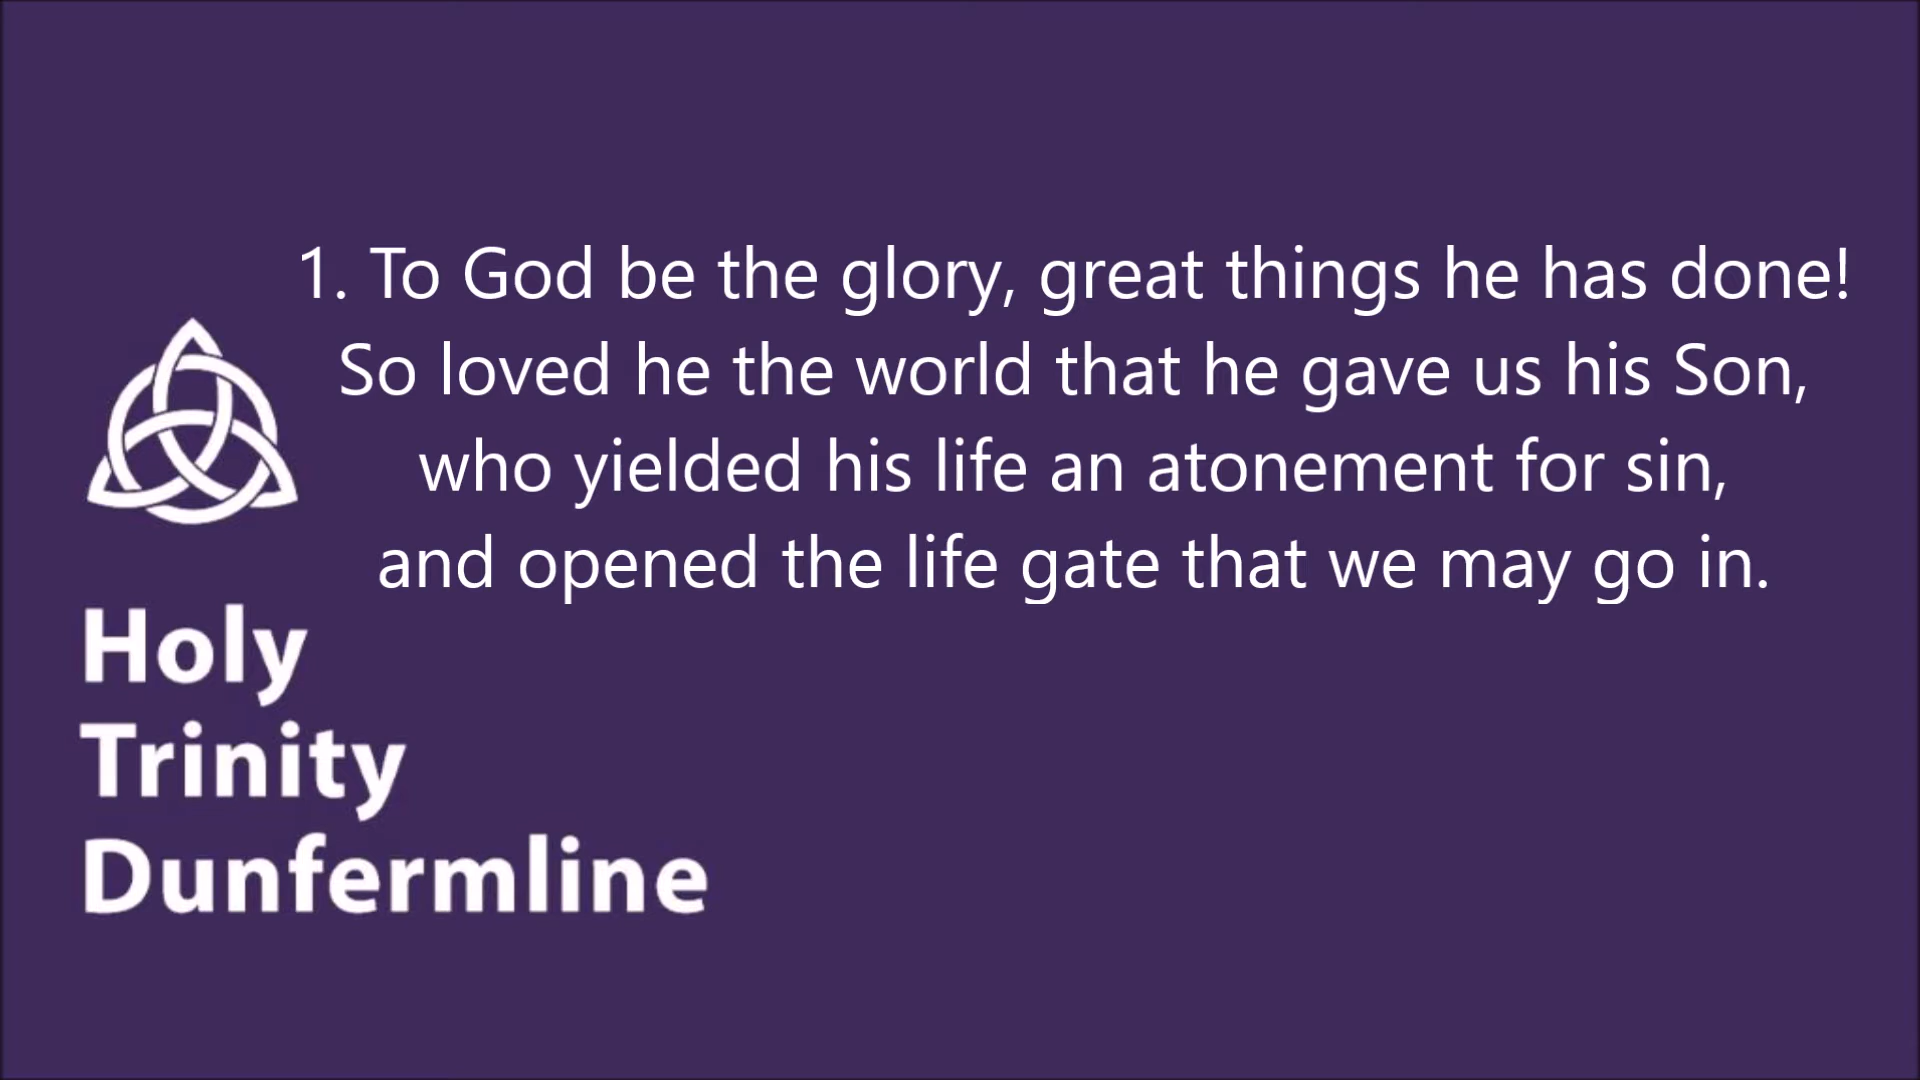 1. To God be the glory, great things he has done!
So loved he the world that he gave us his Son,
who yielded his life an atonement for sin,
and opened the life gate that we may go in.
Holy
Trinity
Dunfermline